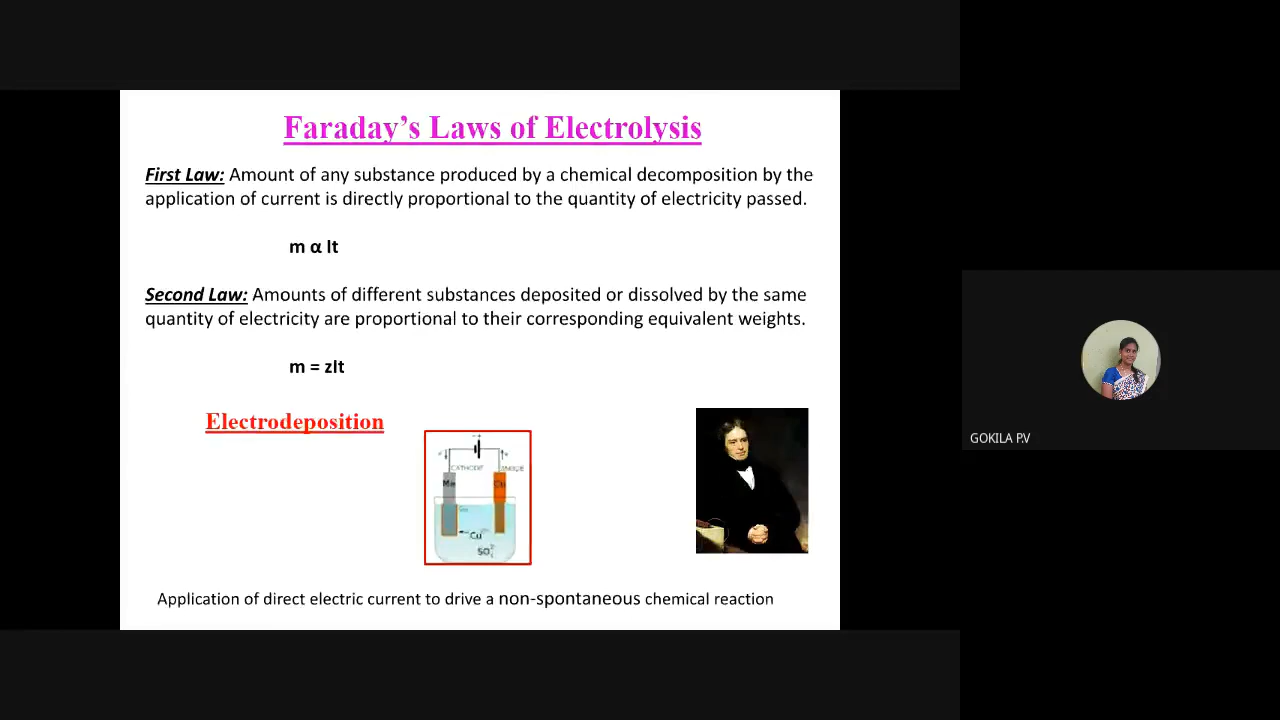 Faraday's Laws of Electrolysis
First Law: Amount of any substance produced by a chemical decomposition by the
application of current is directly proportional to the quantity of electricity passed.
m α It
Second Law: Amounts of different substances deposited or dissolved by the same
quantity of electricity are proportional to their corresponding equivalent weights.
m = zIt
Electrodeposition
CATHODE ANODE
Me Cu
Cu
SO
Application of direct electric current to drive a non-spontaneous chemical reaction
GOKILA P.V